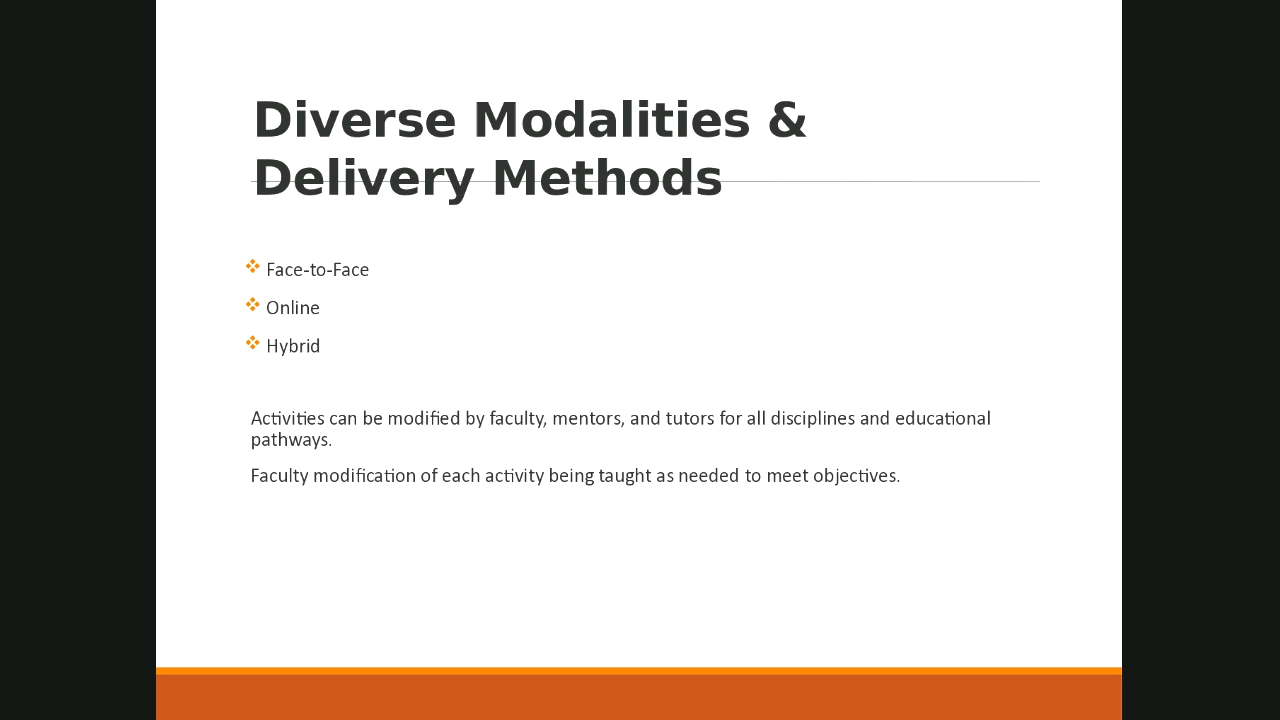 Diverse Modalities &
Delivery Methods
Face-to-Face
Online
Hybrid
Activities can be modified by faculty, mentors, and tutors for all disciplines and educational
pathways.
Faculty modification of each activity being taught as needed to meet objectives.